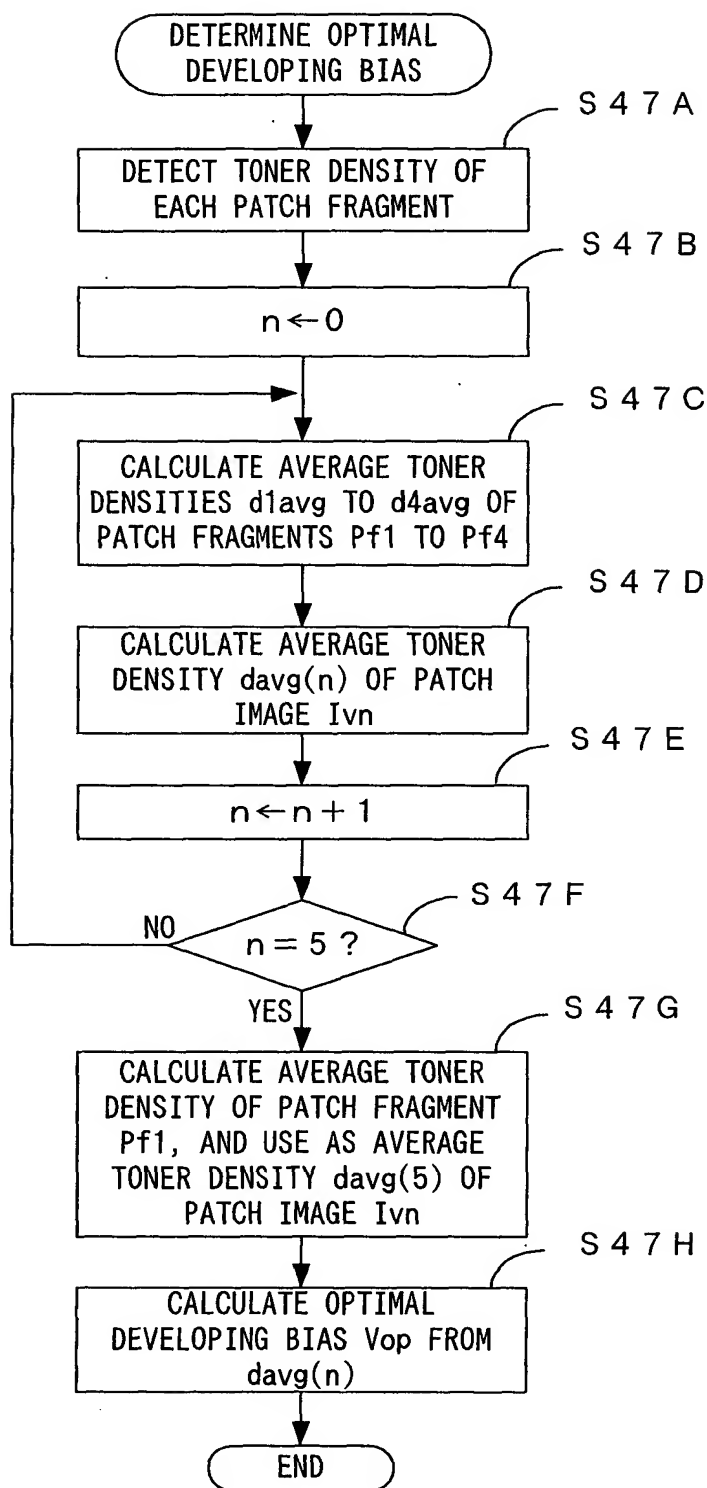 DETERMINE OPTIMAL
DEVELOPING BIAS
S47A
DETECT TONER DENSITY OF
EACH PATCH FRAGMENT
S47B
n←0
S47C
CALCULATE AVERAGE TONER
DENSITIES d1avg TO d4avg OF
PATCH FRAGMENTS Pf1 TO Pf4
S47D
CALCULATE AVERAGE TONER
DENSITY davg(n) OF PATCH
IMAGE Ivn
S47E
n←n+1
S47F
NO
n=5?
YES
S47G
CALCULATE AVERAGE TONER
DENSITY OF PATCH FRAGMENT
Pf1, AND USE AS AVERAGE
TONER DENSITY davg(5) OF
PATCH IMAGE Ivn
S47H
CALCULATE OPTIMAL
DEVELOPING BIAS Vop FROM
davg(n)
END